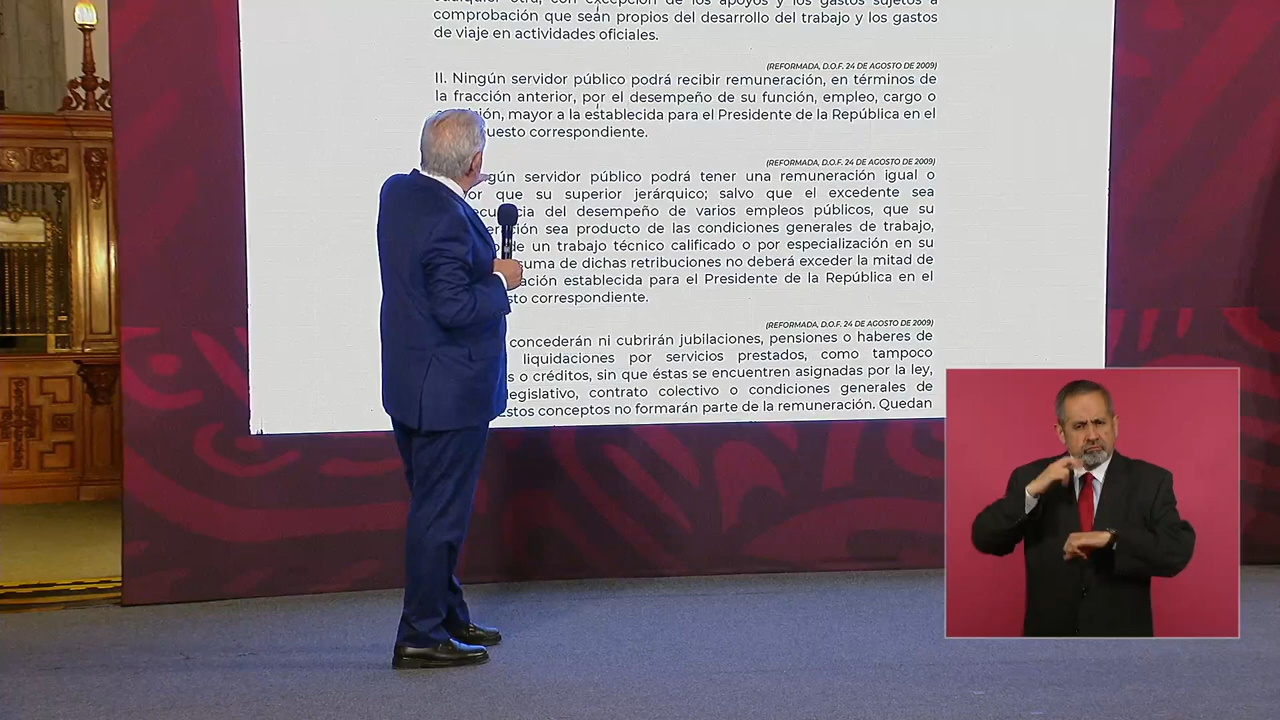 cualquier otra, con excepción de los apoyos y los gastos sujetos a
comprobación que sean propios del desarrollo del trabajo y los gastos
de viaje en actividades oficiales.
(REFORMADA, D.O.F. 24 DE AGOSTO DE 2009)
II. Ningún servidor público podrá recibir remuneración, en términos de
la fracción anterior, por el desempeño de su función, empleo, cargo o
mayor a la establecida para el Presidente de la República en el
uesto correspondiente.
(REFORMADA, D.O.F. 24 DE AGOSTO DE 2009)
gún servidor público podrá tener una remuneración igual o
or que su superior jerárquico; salvo que el excedente sea
cia del desempeño de varios empleos públicos, que su
eración sea producto de las condiciones generales de trabajo,
de un trabajo técnico calificado o por especialización en su
suma de dichas retribuciones no deberá exceder la mitad de
ación establecida para el Presidente de la República en el
sto correspondiente.
(REFORMADA, D.O.F. 24 DE AGOSTO DE 2009)
concederán ni cubrirán jubilaciones, pensiones o haberes de
liquidaciones por servicios prestados, como tampoco
s o créditos, sin que éstas se encuentren asignadas por la ley,
legislativo, contrato colectivo o condiciones generales de
Estos conceptos no formarán parte de la remuneración. Quedan